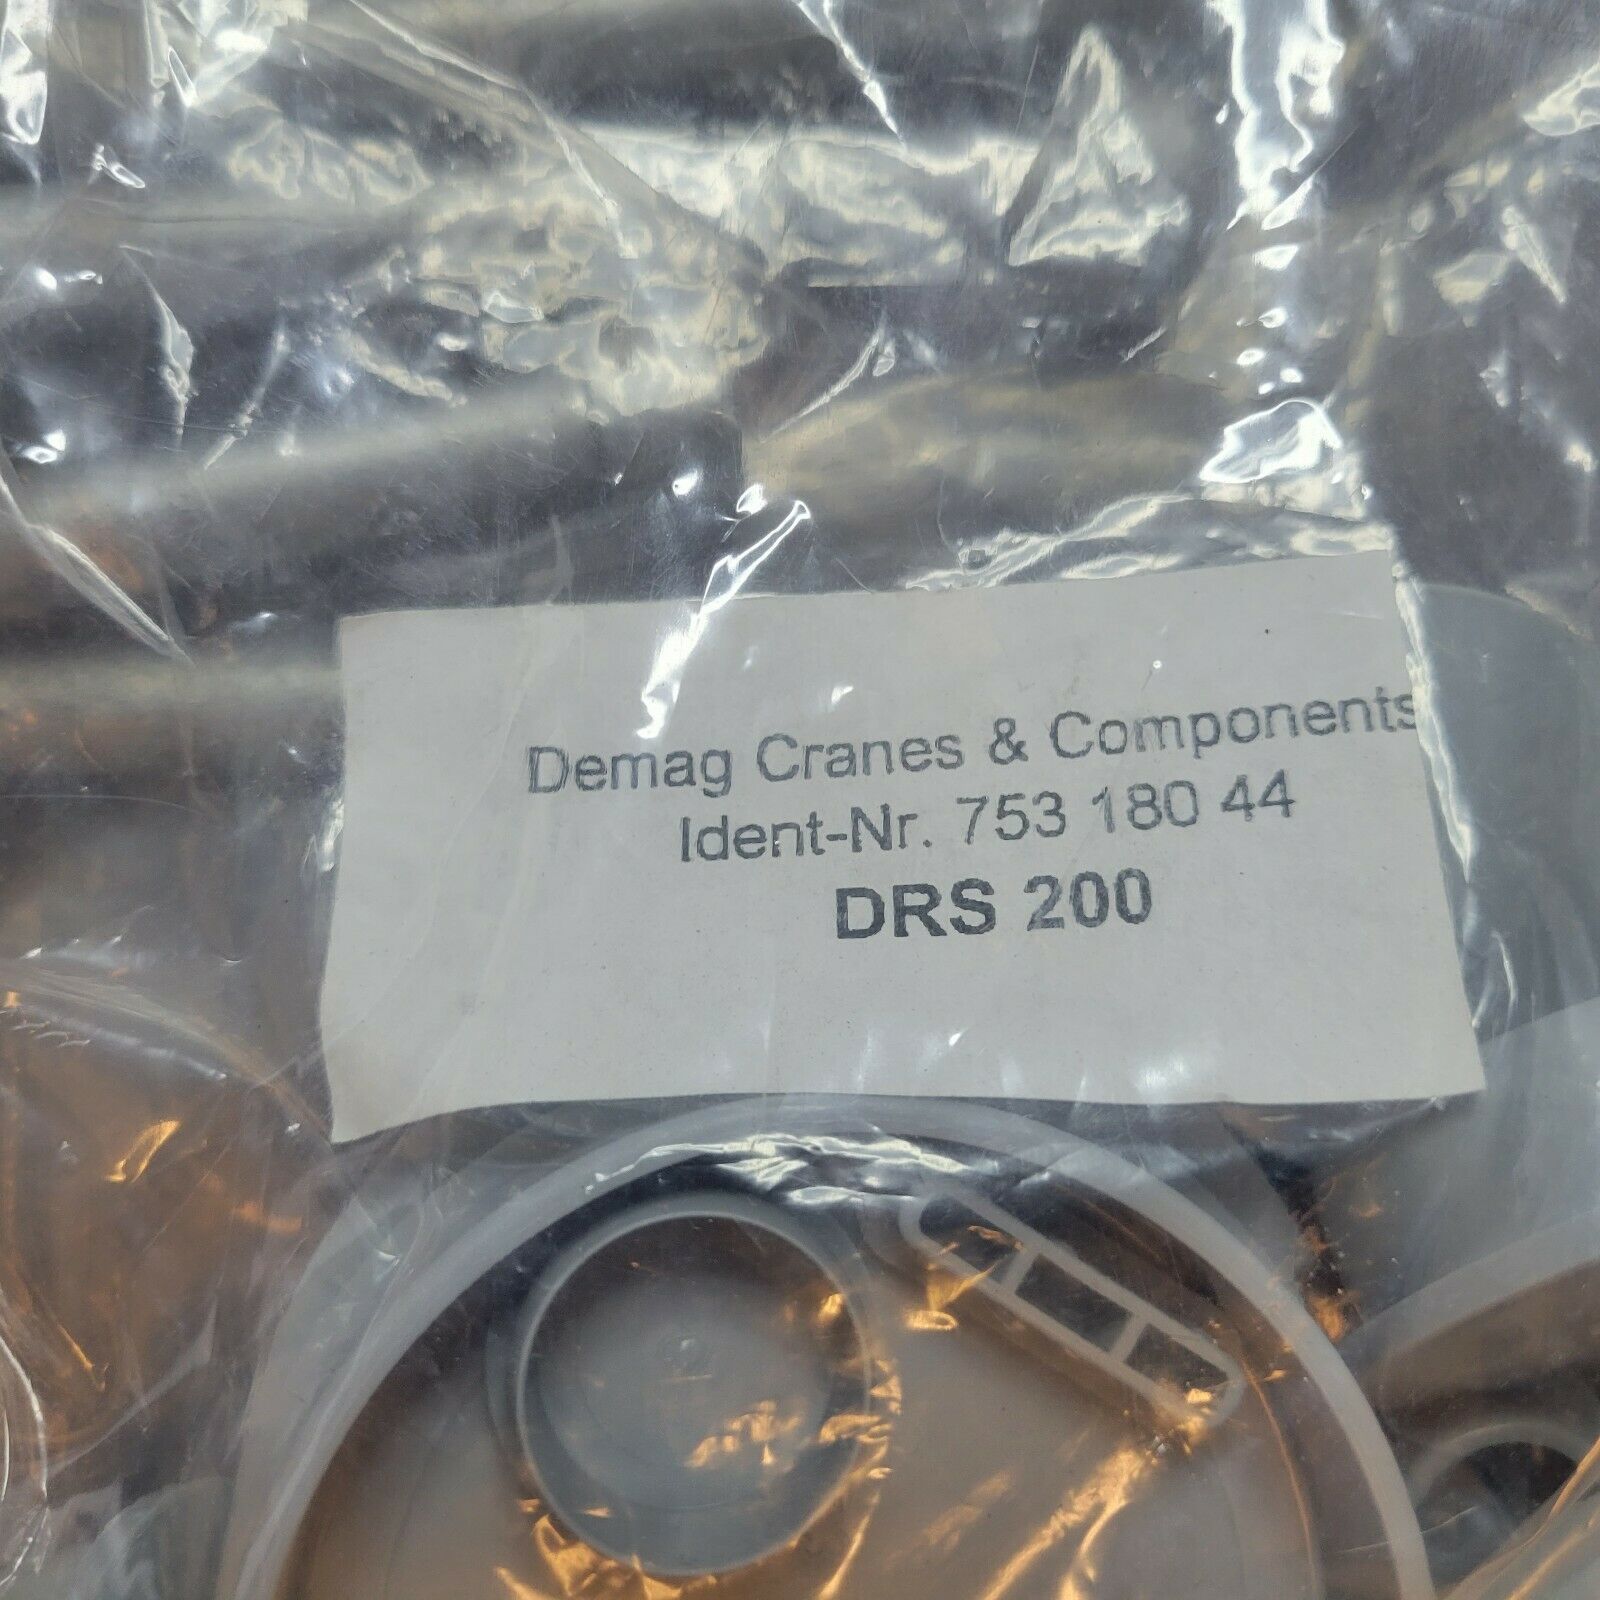 Demag Cranes & Components
Ident-Nr. 753 180 44
DRS 200